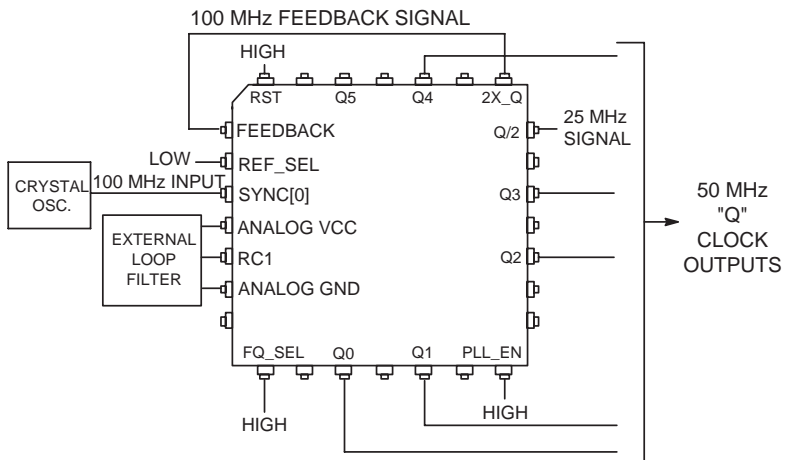 100 MHz FEEDBACK SIGNAL
HIGH
RST
Q5
Q4
2X_Q
FEEDBACK
Q/2
25 MHz
SIGNAL
LOW
REF_SEL
CRYSTAL
OSC.
100 MHz INPUT
SYNC[0]
Q3
50 MHz
"Q"
CLOCK
OUTPUTS
EXTERNAL
LOOP
FILTER
ANALOG VCC
RC1
Q2
ANALOG GND
FQ_SEL
Q0
Q1
PLL_EN
HIGH
HIGH